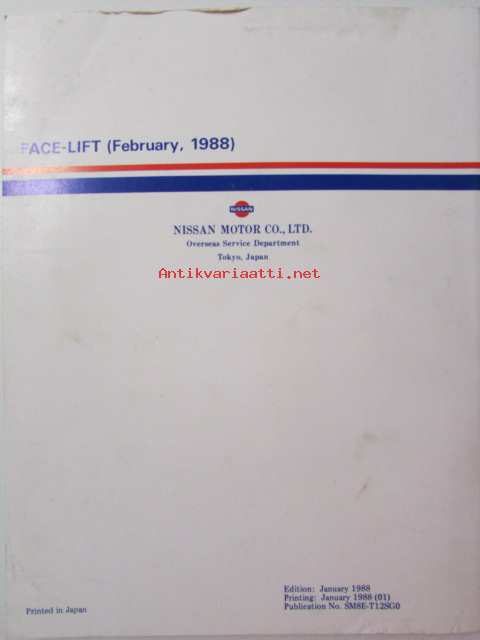 FACE-LIFT (February, 1988)
NISSAN
NISSAN MOTOR CO., LTD.
Overseas Service Department
Tokyo, Japan
Antikvariaatti.net
Edition: January 1988
Printing: January 1988 (01)
Publication No. SM8E-T12SG0
Printed in Japan